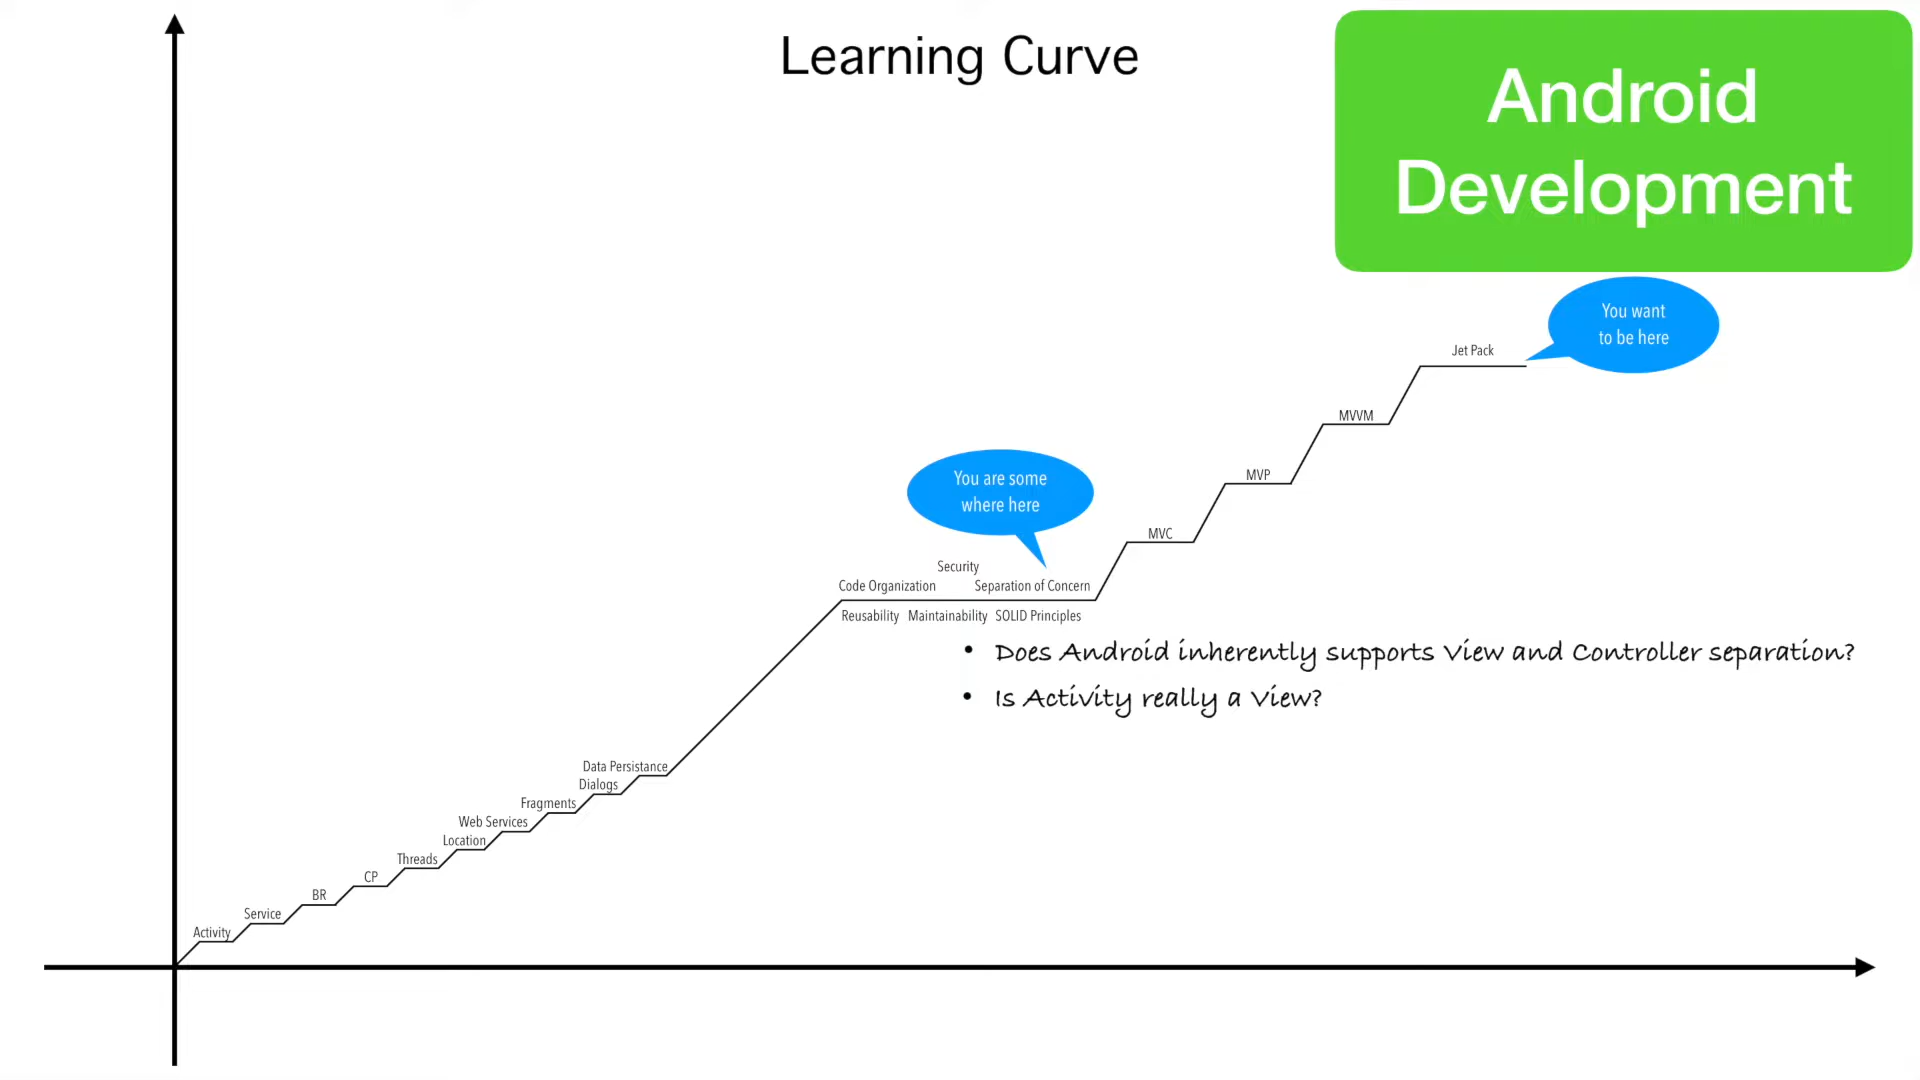 Learning Curve
Android
Development
You want
to be here
Jet Pack
MVVM
MVP
MVC
You are some
where here
Security
Code Organization
Separation of Concern
Reusability
Maintainability
SOLID Principles
• Does Android inherently supports View and Controller separation?
• Is Activity really a View?
Data Persistance
Dialogs
Fragments
Web Services
Location
Threads
CP
BR
Service
Activity